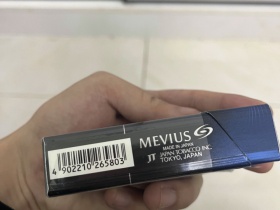 MEVIUS
MADE IN JAPAN
JT JAPAN TOBACCO INC.
TOKYO, JAPAN
4 902210 265803